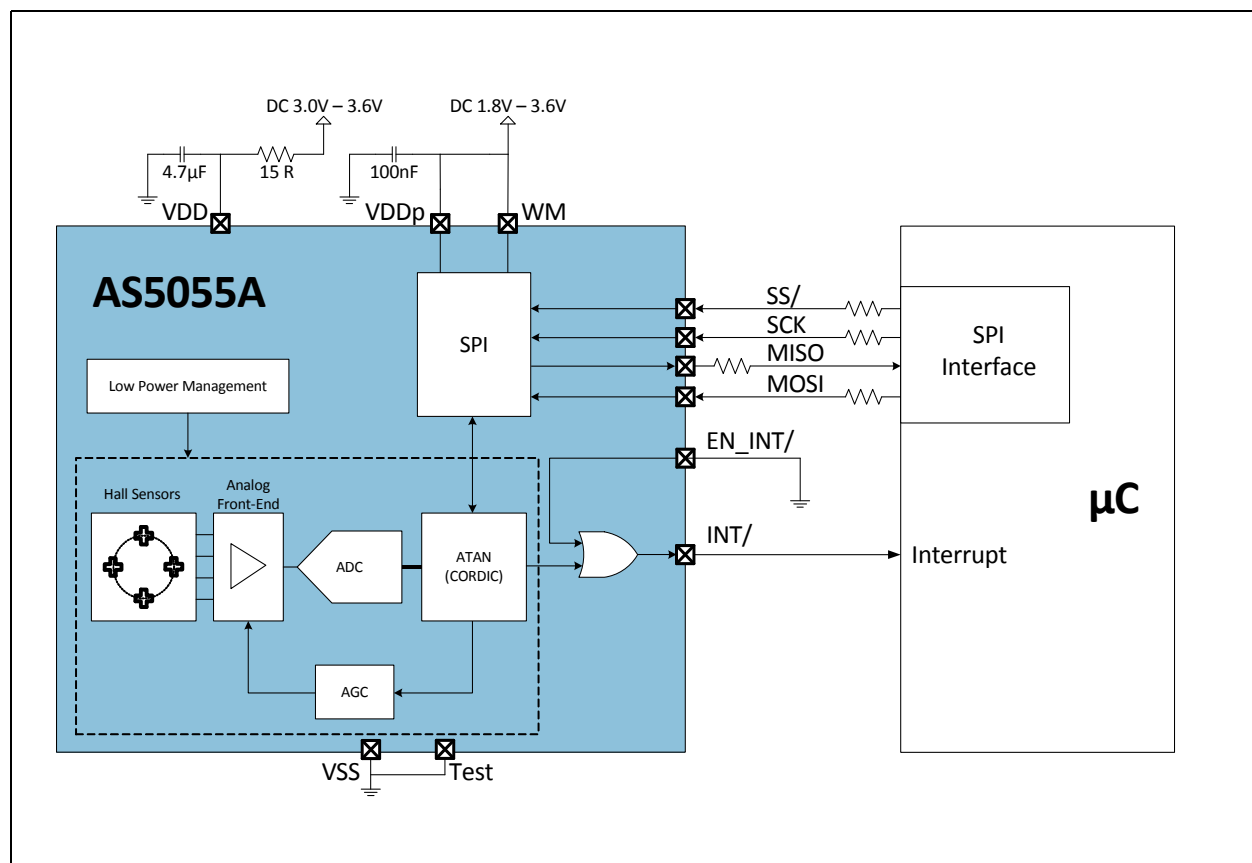 DC 3.0V – 3.6V
DC 1.8V – 3.6V
4.7µF
15 R
100nF
VDD
VDDp
WM
AS5055A
SPI
SS/
SCK
MISO
MOSI
SPI
Interface
Low Power Management
EN_INT/
Hall Sensors
Analog
Front-End
ADC
ATAN
(CORDIC)
INT/
µC
Interrupt
AGC
VSS
Test